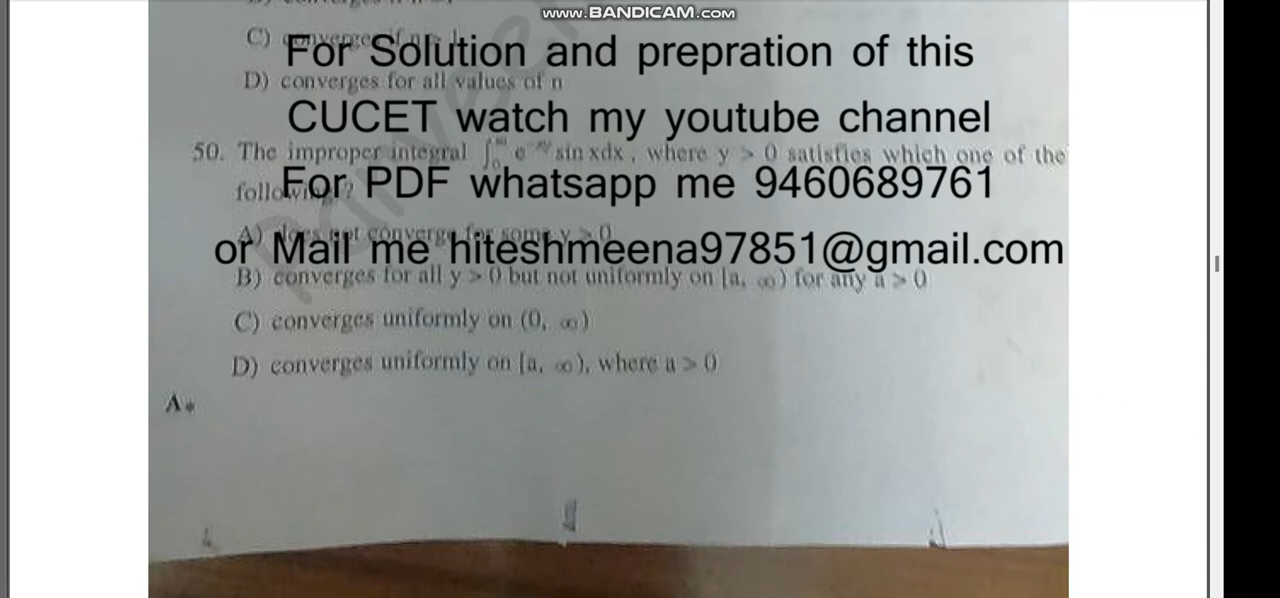 www.BANDICAM.com
For Solution and prepration of this
D) converges for all values of n
CUCET watch my youtube channel
50. The improper integral ∫₀^∞ e^-xy sin x dx , where y > 0 satisfies which one of the
For PDF whatsapp me 9460689761
or Mail me hiteshmeena97851@gmail.com
B) converges for all y > 0 but not uniformly on [a, ∞) for any a > 0
C) converges uniformly on (0, ∞)
D) converges uniformly on [a, ∞), where a > 0
A*